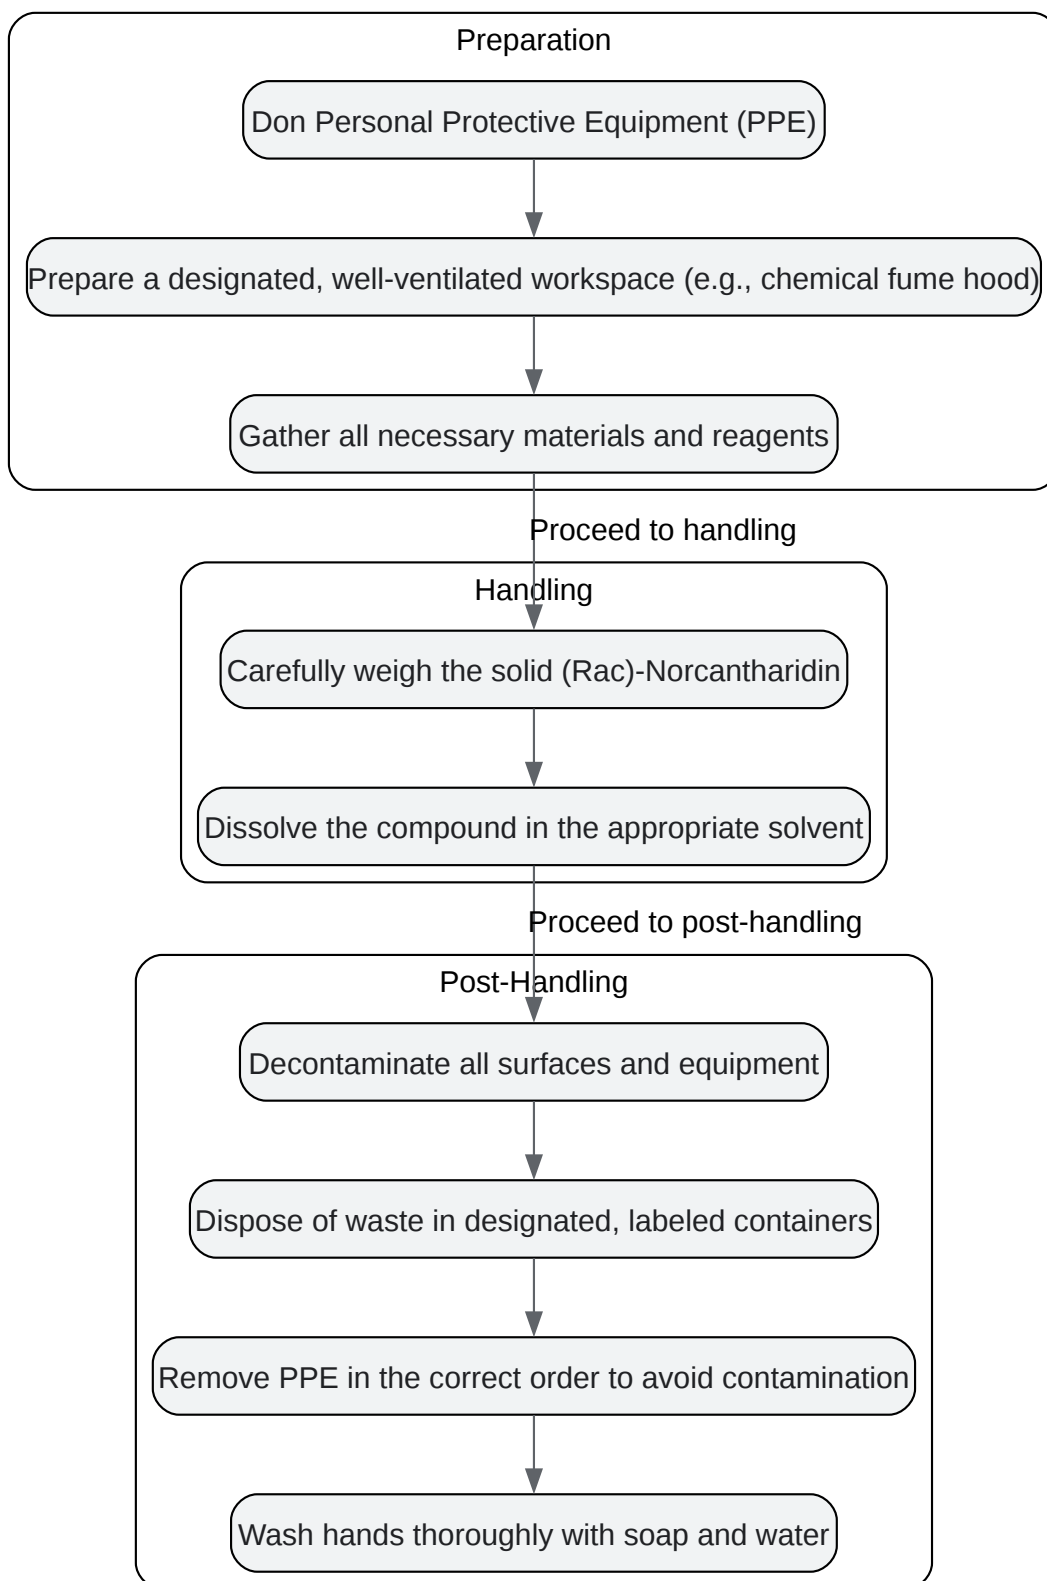 Preparation
Don Personal Protective Equipment (PPE)
Prepare a designated, well-ventilated workspace (e.g., chemical fume hood)
Gather all necessary materials and reagents
Proceed to handling
Handling
Carefully weigh the solid (Rac)-Norcantharidin
Dissolve the compound in the appropriate solvent
Proceed to post-handling
Post-Handling
Decontaminate all surfaces and equipment
Dispose of waste in designated, labeled containers
Remove PPE in the correct order to avoid contamination
Wash hands thoroughly with soap and water